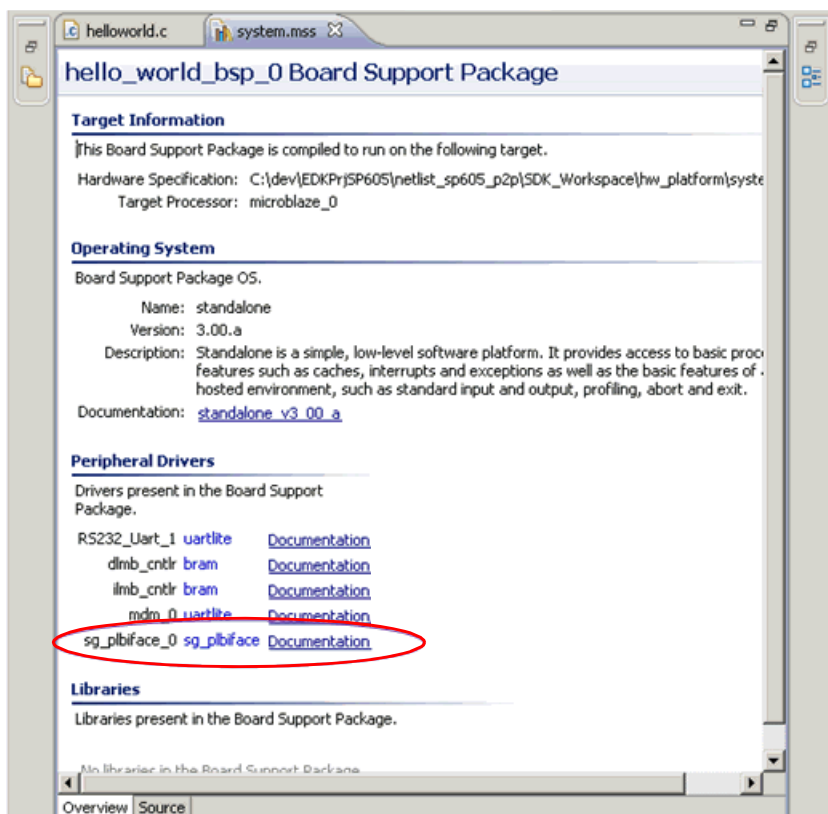 helloworld.c
system.mss
hello_world_bsp_0 Board Support Package
Target Information
This Board Support Package is compiled to run on the following target.
Hardware Specification: C:\dev\EDKPrjSP605\netlist_sp605_p2p\SDK_Workspace\hw_platform\syste
Target Processor: microblaze_0
Operating System
Board Support Package OS.
Name: standalone
Version: 3.00.a
Description: Standalone is a simple, low-level software platform. It provides access to basic proc
features such as caches, interrupts and exceptions as well as the basic features of
hosted environment, such as standard input and output, profiling, abort and exit.
Documentation: standalone_v3_00_a
Peripheral Drivers
Drivers present in the Board Support
Package.
RS232_Uart_1 uartlite Documentation
dlmb_cntlr bram Documentation
ilmb_cntlr bram Documentation
mdm_0 uartlite Documentation
sg_plbiface_0 sg_plbiface Documentation
Libraries
Libraries present in the Board Support Package.
No libraries in the Board Support Package.
Overview Source